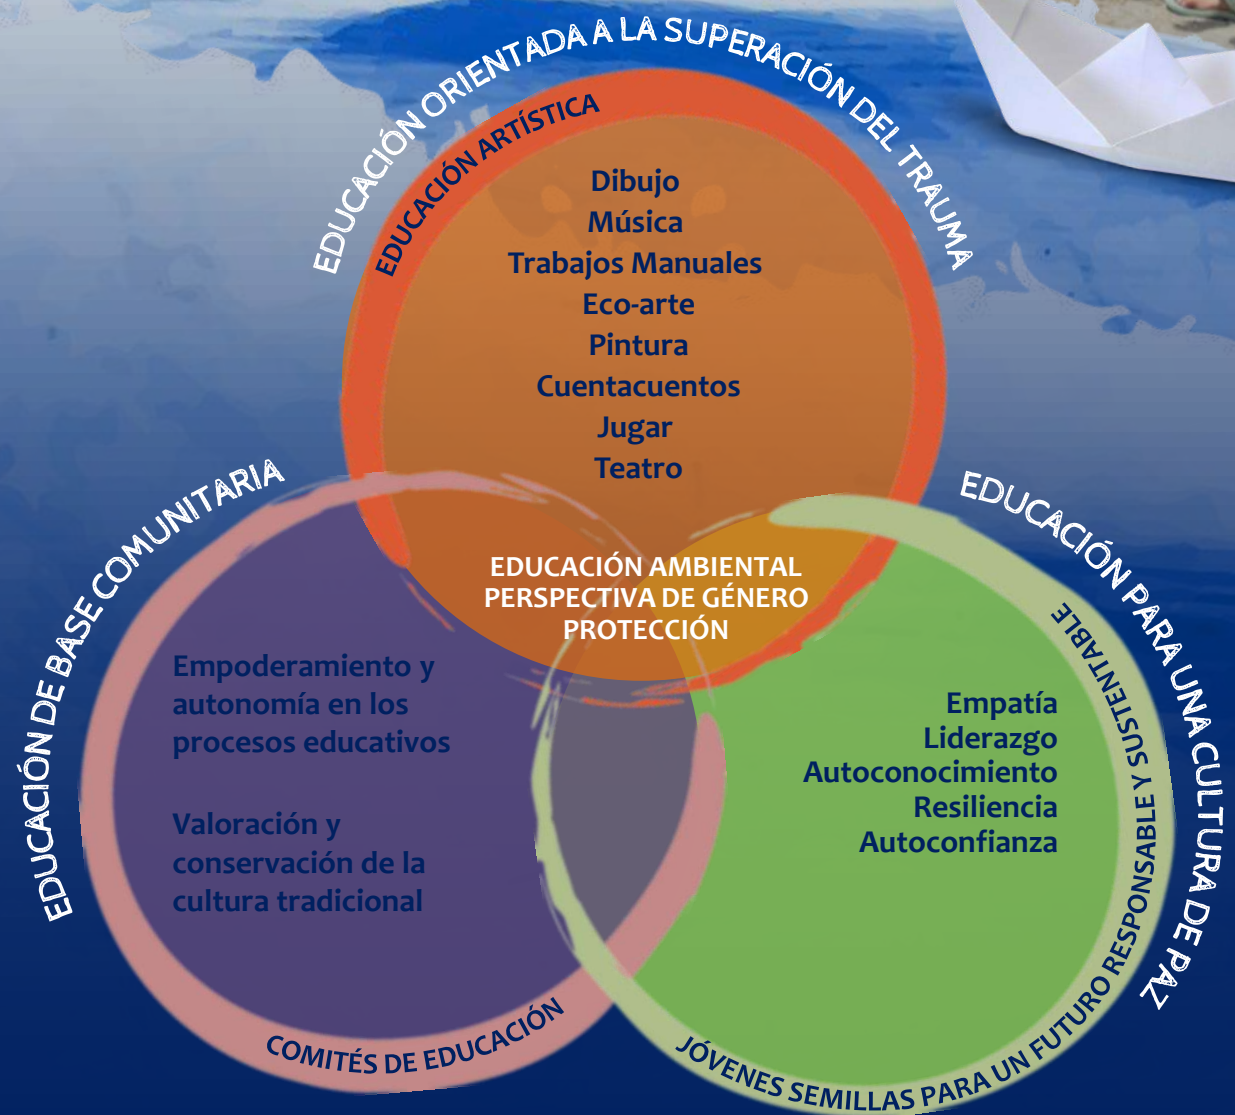 EDUCACIÓN ORIENTADA A LA SUPERACIÓN DEL TRAUMA
EDUCACIÓN ARTÍSTICA
Dibujo
Música
Trabajos Manuales
Eco-arte
Pintura
Cuentacuentos
Jugar
Teatro
EDUCACIÓN AMBIENTAL
PERSPECTIVA DE GÉNERO
PROTECCIÓN
EDUCACIÓN DE BASE COMUNITARIA
Empoderamiento y
autonomía en los
procesos educativos
Valoración y
conservación de la
cultura tradicional
COMITÉS DE EDUCACIÓN
EDUCACIÓN PARA UNA CULTURA DE PAZ
Empatía
Liderazgo
Autoconocimiento
Resiliencia
Autoconfianza
JÓVENES SEMILLAS PARA UN FUTURO RESPONSABLE Y SUSTENTABLE